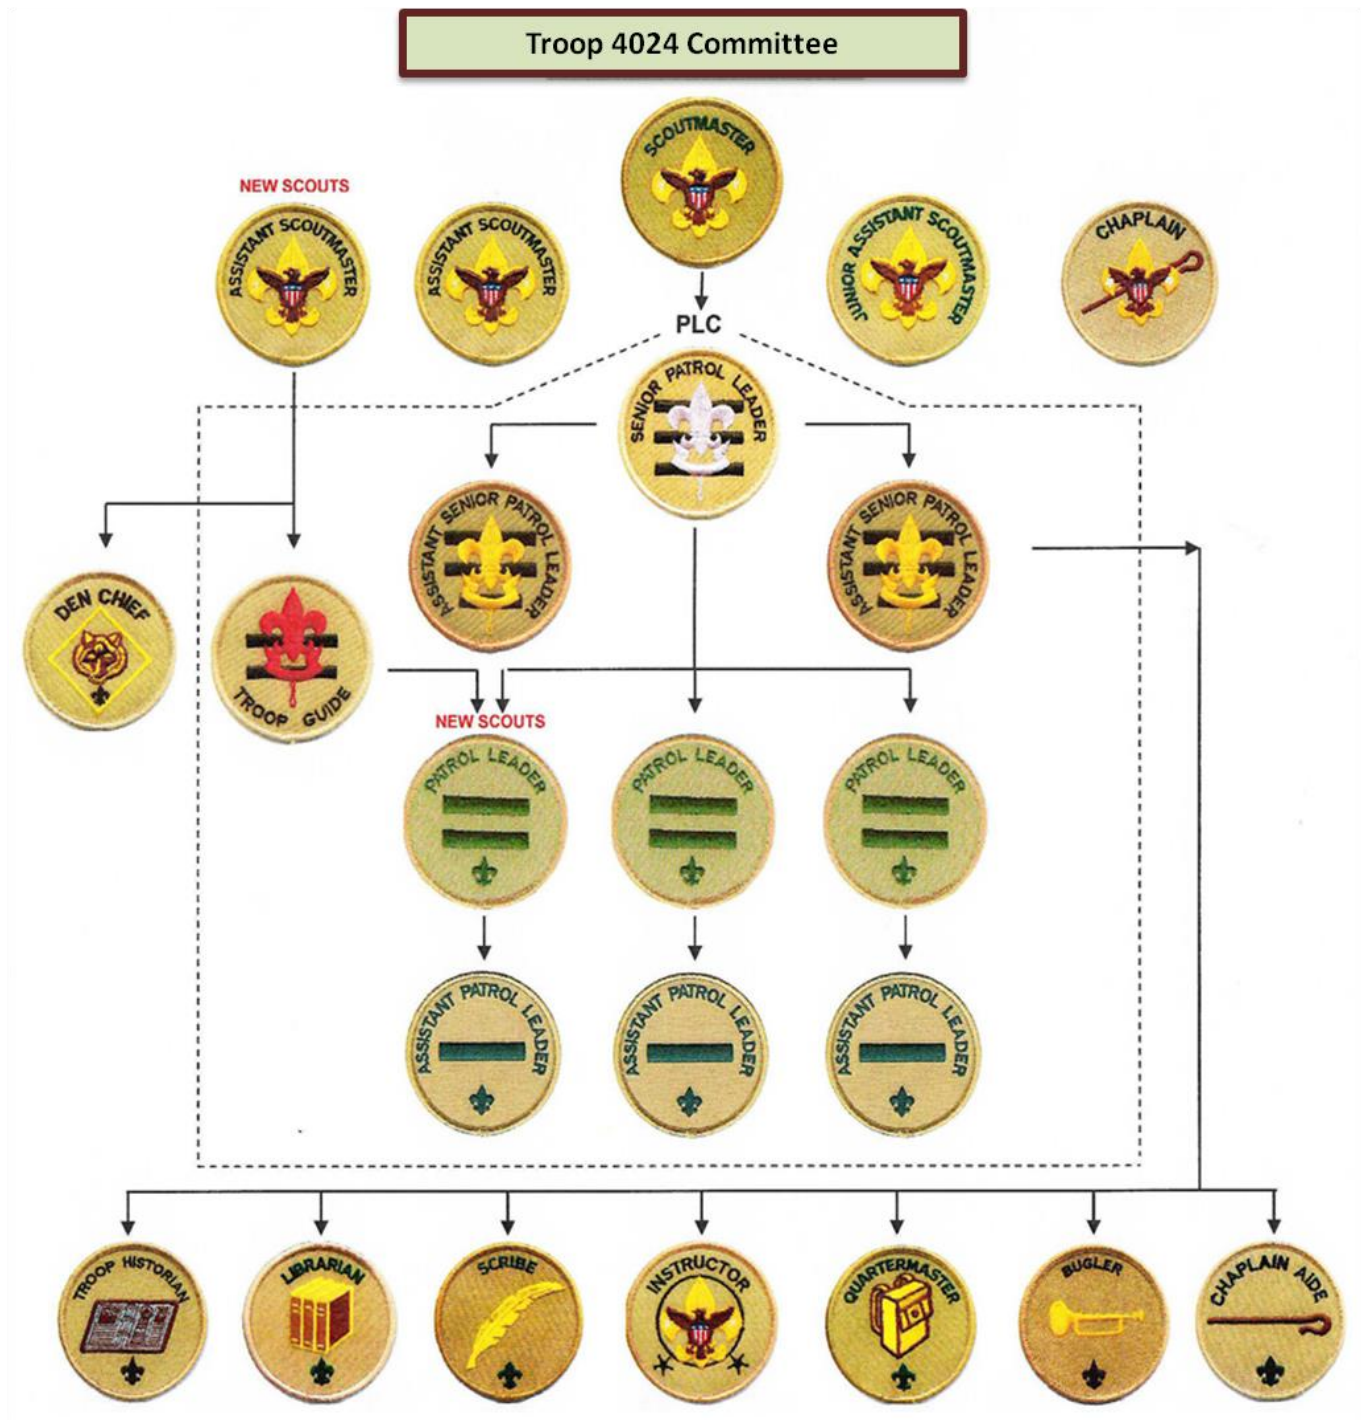 Troop 4024 Committee
SCOUTMASTER
NEW SCOUTS
ASSISTANT SCOUTMASTER
ASSISTANT SCOUTMASTER
JUNIOR ASSISTANT SCOUTMASTER
CHAPLAIN
PLC
SENIOR PATROL LEADER
ASSISTANT SENIOR PATROL LEADER
ASSISTANT SENIOR PATROL LEADER
DEN CHIEF
TROOP GUIDE
NEW SCOUTS
PATROL LEADER
PATROL LEADER
PATROL LEADER
ASSISTANT PATROL LEADER
ASSISTANT PATROL LEADER
ASSISTANT PATROL LEADER
TROOP HISTORIAN
LIBRARIAN
SCRIBE
INSTRUCTOR
QUARTERMASTER
BUGLER
CHAPLAIN AIDE